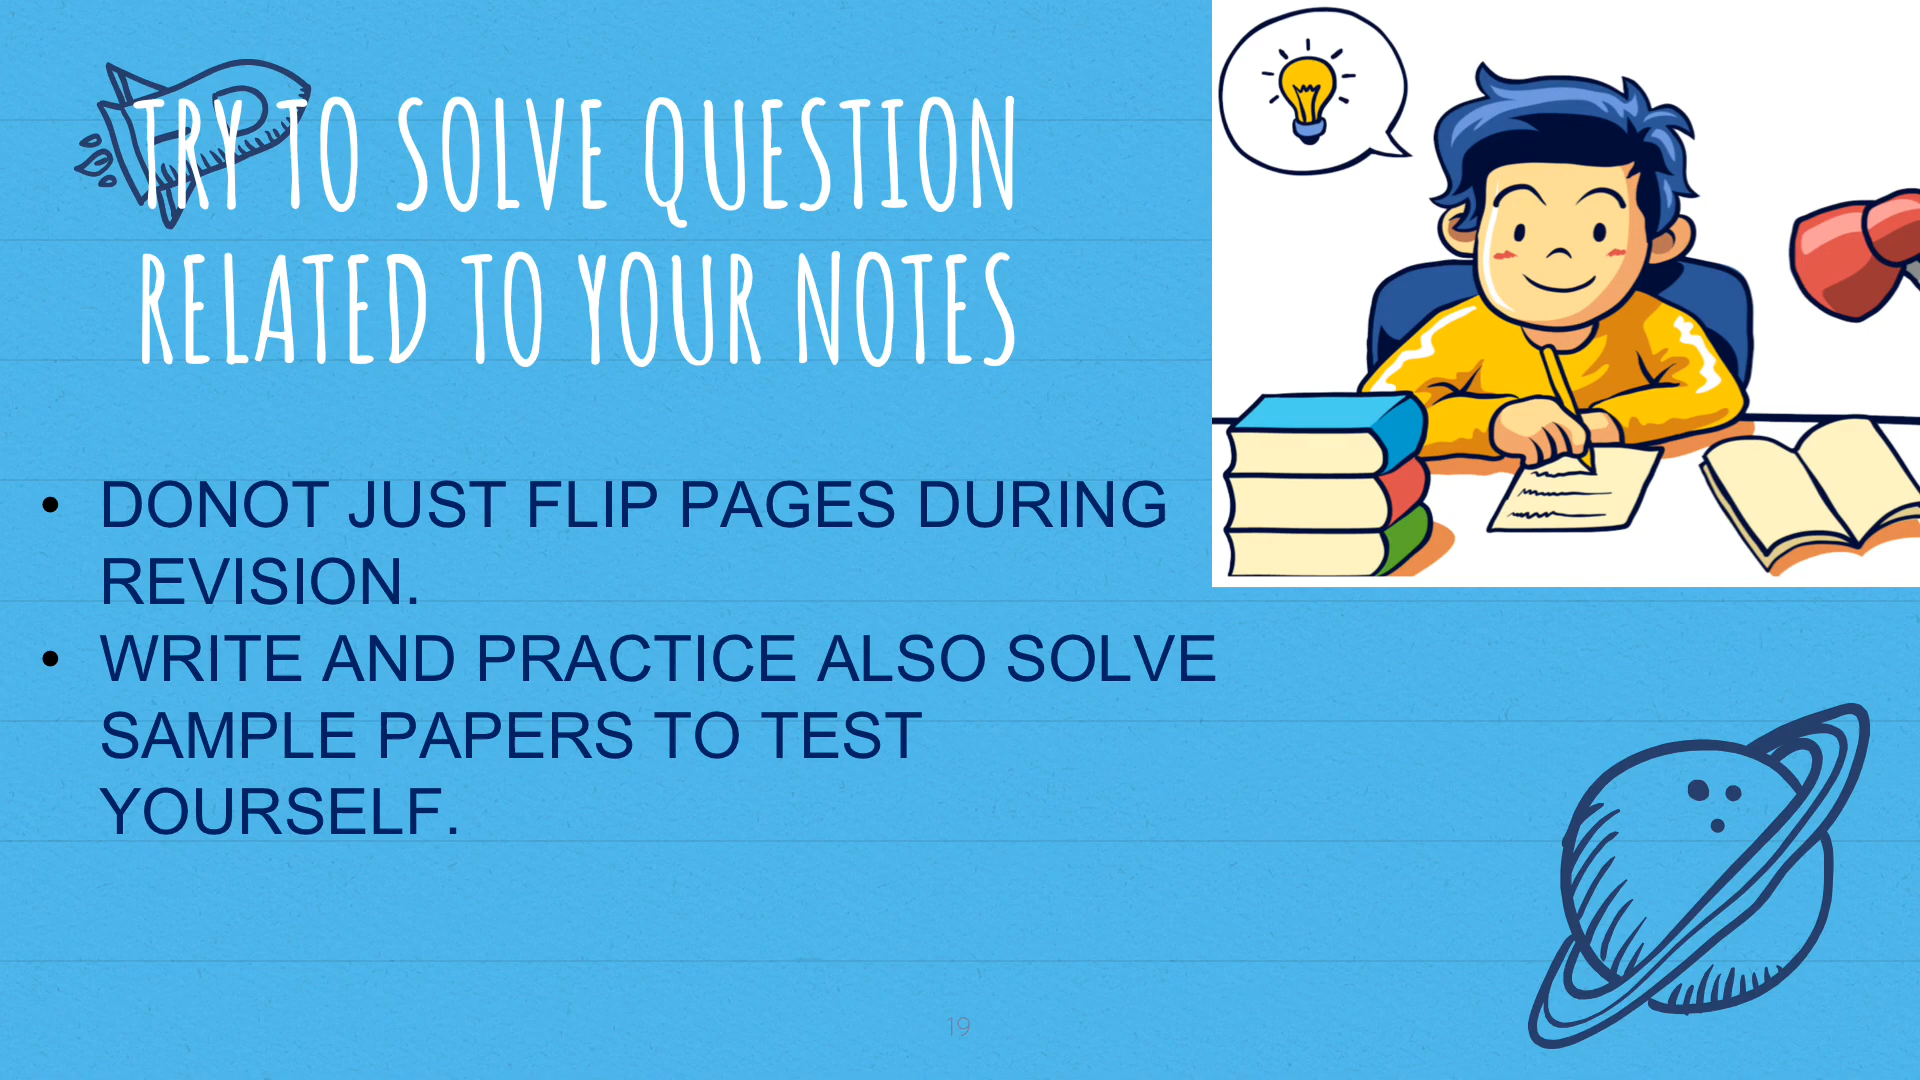 TRY TO SOLVE QUESTION
RELATED TO YOUR NOTES
• DONOT JUST FLIP PAGES DURING
REVISION.
• WRITE AND PRACTICE ALSO SOLVE
SAMPLE PAPERS TO TEST
YOURSELF.
19